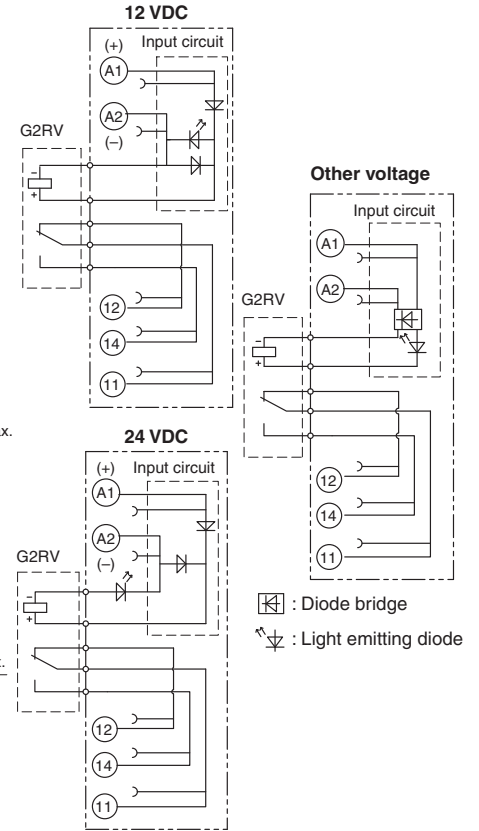 12 VDC
(+) Input circuit
A1
A2
(–)
G2RV
–
+
12
14
11
Other voltage
Input circuit
A1
A2
G2RV
–
+
12
14
11
24 VDC
(+) Input circuit
A1
A2
(–)
G2RV
–
+
12
14
11
: Diode bridge
: Light emitting diode